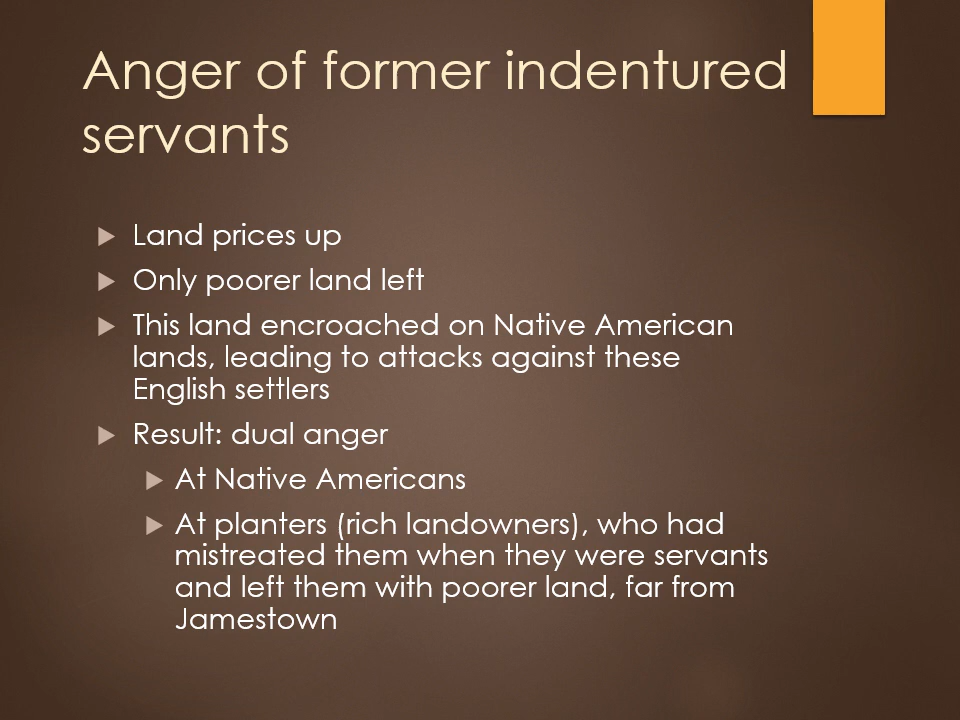 Anger of former indentured
servants
Land prices up
Only poorer land left
This land encroached on Native American
lands, leading to attacks against these
English settlers
Result: dual anger
At Native Americans
At planters (rich landowners), who had
mistreated them when they were servants
and left them with poorer land, far from
Jamestown